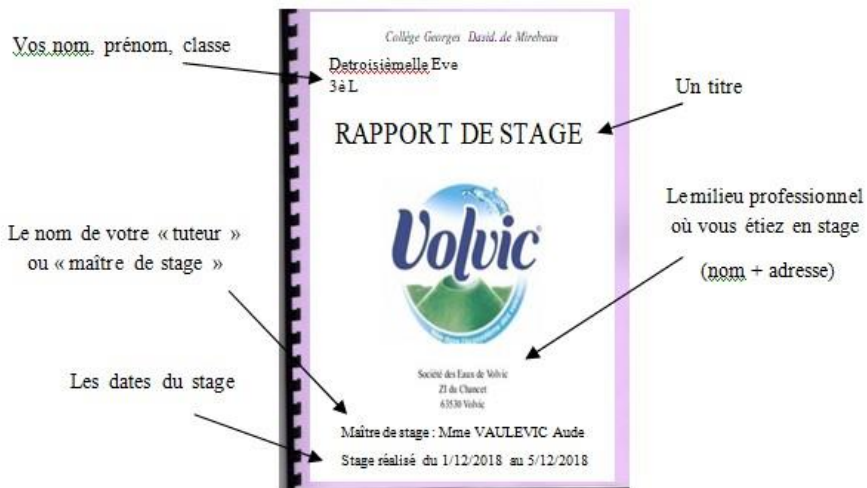 Collège Georges David de Mirebeau
Vos nom, prénom, classe
Detroisièmelle Eve
3è L
Un titre
RAPPORT DE STAGE
Le milieu professionnel
où vous étiez en stage
(nom + adresse)
Volvic
Le nom de votre « tuteur »
ou « maître de stage »
Société des Eaux de Volvic
ZI du Chancet
63530 Volvic
Les dates du stage
Maître de stage : Mme VAULEVIC Aude
Stage réalisé du 1/12/2018 au 5/12/2018